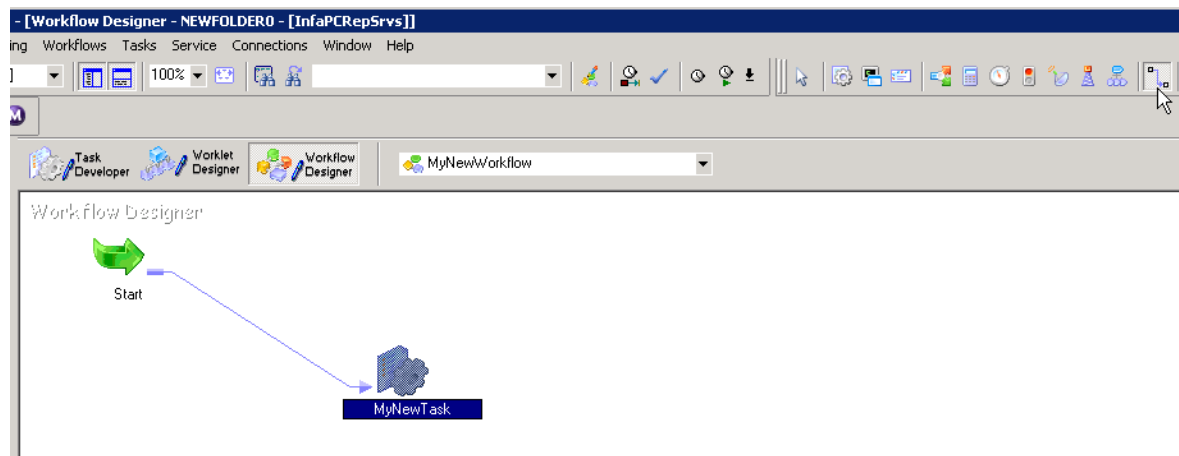 - [Workflow Designer - NEWFOLDER0 - [InfaPCRepSrvs]]
ing Workflows Tasks Service Connections Window Help
100%
M
Task Developer
Worklet Designer
Workflow Designer
MyNewWorkflow
Workflow Designer
Start
MyNewTask